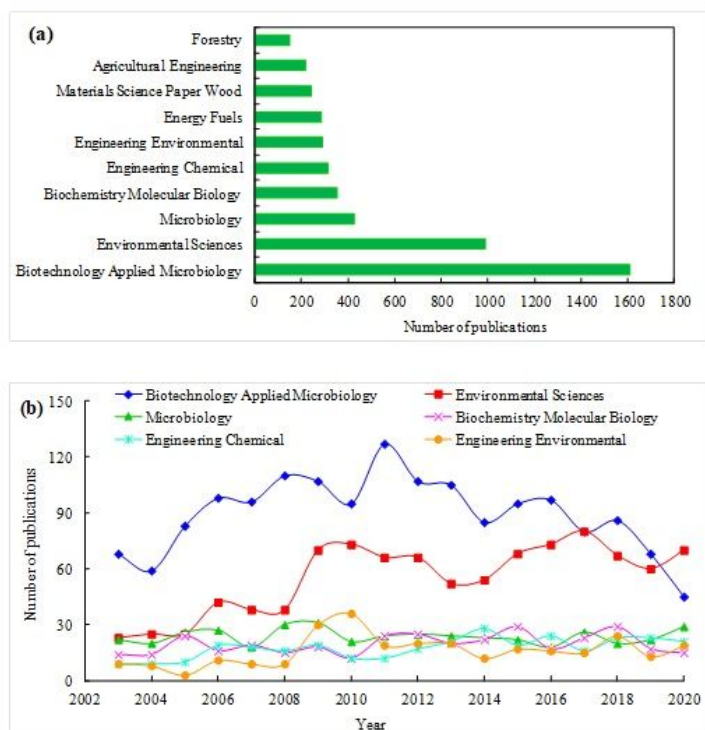 (a)
Forestry
Agricultural Engineering
Materials Science Paper Wood
Energy Fuels
Engineering Environmental
Engineering Chemical
Biochemistry Molecular Biology
Microbiology
Environmental Sciences
Biotechnology Applied Microbiology
0 200 400 600 800 1000 1200 1400 1600 1800
Number of publications
(b)
Biotechnology Applied Microbiology Environmental Sciences
Microbiology Biochemistry Molecular Biology
Engineering Chemical Engineering Environmental
Number of publications
150
120
90
60
30
0
2002 2004 2006 2008 2010 2012 2014 2016 2018 2020
Year